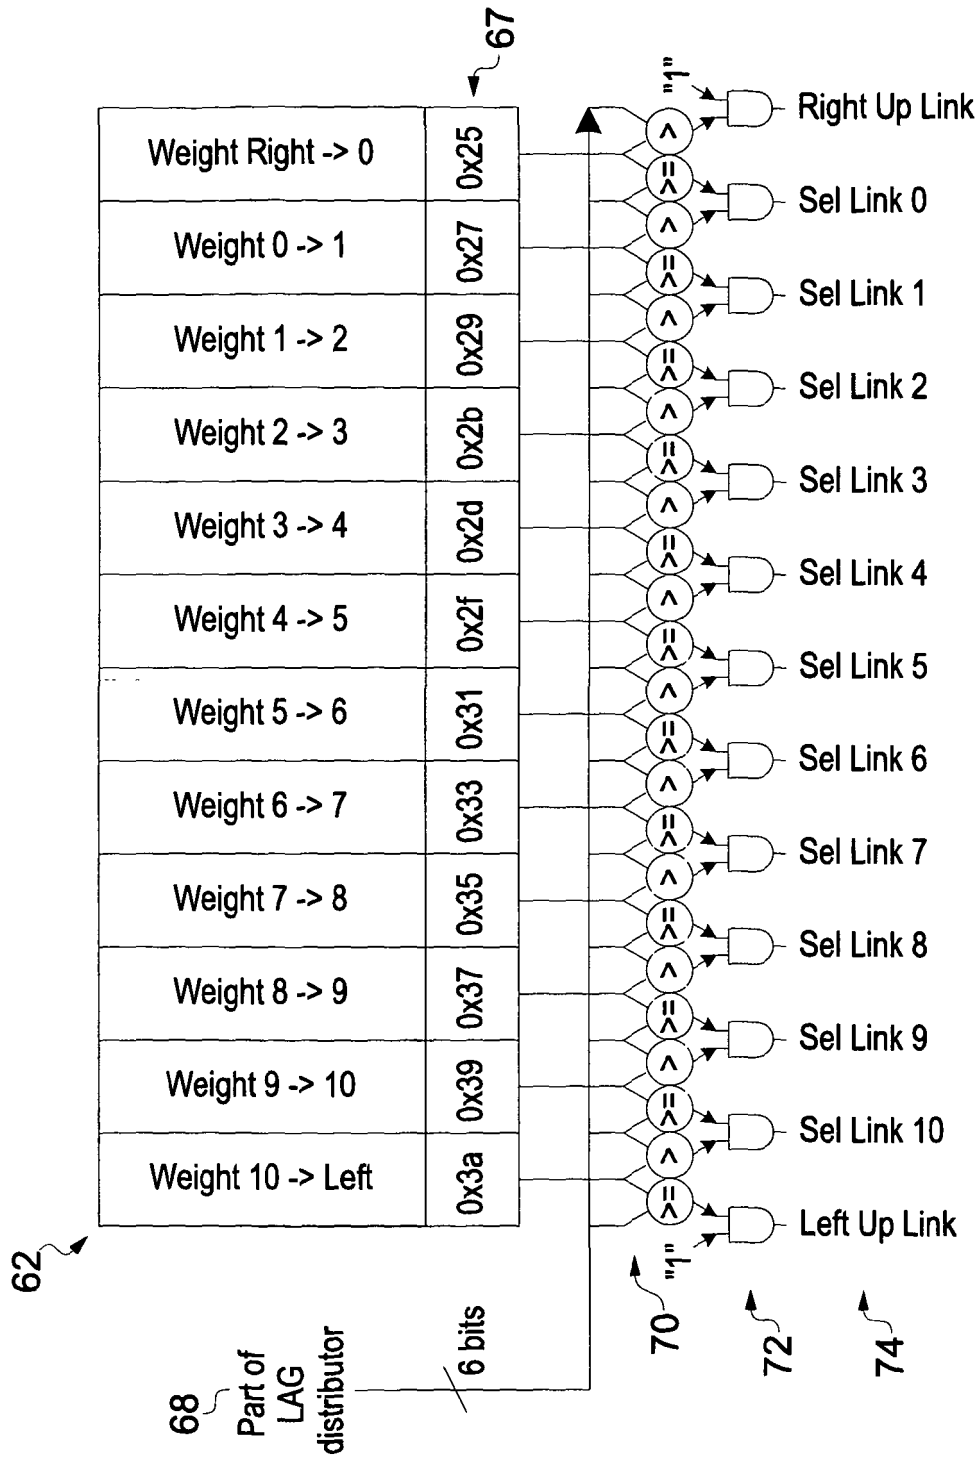 62
67
Weight 10 -> Left
Weight 9 -> 10
Weight 8 -> 9
Weight 7 -> 8
Weight 6 -> 7
Weight 5 -> 6
Weight 4 -> 5
Weight 3 -> 4
Weight 2 -> 3
Weight 1 -> 2
Weight 0 -> 1
Weight Right -> 0
0x3a
0x39
0x37
0x35
0x33
0x31
0x2f
0x2d
0x2b
0x29
0x27
0x25
68
Part of
LAG
distributor
6 bits
70
>= > >= > >= > >= > >= > >= > >= > >= > >= > >= > >= > >= >
"1"
"1"
72
74
Left Up Link
Sel Link 10
Sel Link 9
Sel Link 8
Sel Link 7
Sel Link 6
Sel Link 5
Sel Link 4
Sel Link 3
Sel Link 2
Sel Link 1
Sel Link 0
Right Up Link